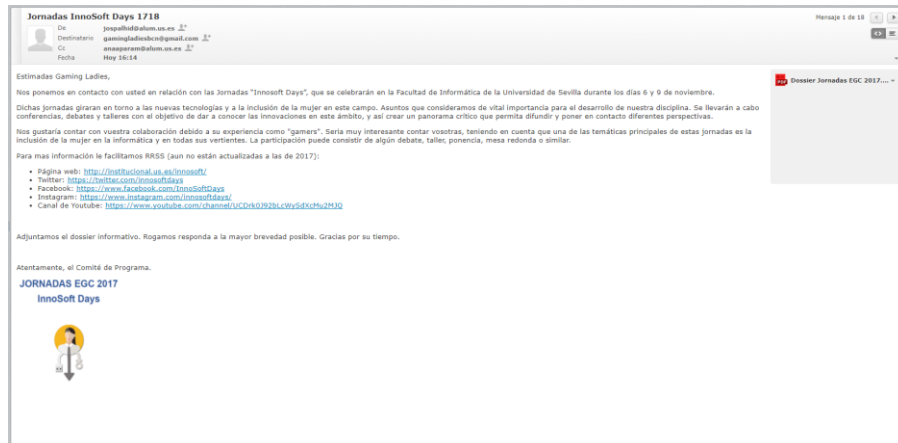 Jornadas InnoSoft Days 1718
Mensaje 1 de 16
De jospalhid@alum.us.es
Destinatario gamingladiesbcn@gmail.com
Cc anaaparam@alum.us.es
Fecha Hoy 16:14
Estimadas Gaming Ladies,
Dossier Jornadas EGC 2017....
Nos ponemos en contacto con usted en relación con las Jornadas "Innosoft Days", que se celebrarán en la Facultad de Informática de la Universidad de Sevilla durante los días 6 y 9 de noviembre.
Dichas jornadas giraran en torno a las nuevas tecnologías y a la inclusión de la mujer en este campo. Asuntos que consideramos de vital importancia para el desarrollo de nuestra disciplina. Se llevarán a cabo
conferencias, debates y talleres con el objetivo de dar a conocer las innovaciones en este ámbito, y así crear un panorama crítico que permita difundir y poner en contacto diferentes perspectivas.
Nos gustaría contar con vuestra colaboración debido a su experiencia como "gamers". Seria muy interesante contar vosotras, teniendo en cuenta que una de las temáticas principales de estas jornadas es la
inclusión de la mujer en la informática y en todas sus vertientes. La participación puede consistir de algún debate, taller, ponencia, mesa redonda o similar.
Para mas información le facilitamos RRSS (aun no están actualizadas a las de 2017):
• Página web: http://institucional.us.es/innosoft/
• Twitter: https://twitter.com/innosoftdays
• Facebook: https://www.facebook.com/InnoSoftDays
• Instagram: https://www.instagram.com/innosoftdays/
• Canal de Youtube: https://www.youtube.com/channel/
Adjuntamos el dossier informativo. Rogamos responda a la mayor brevedad posible. Gracias por su tiempo.
Atentamente, el Comité de Programa.
JORNADAS EGC 2017
InnoSoft Days